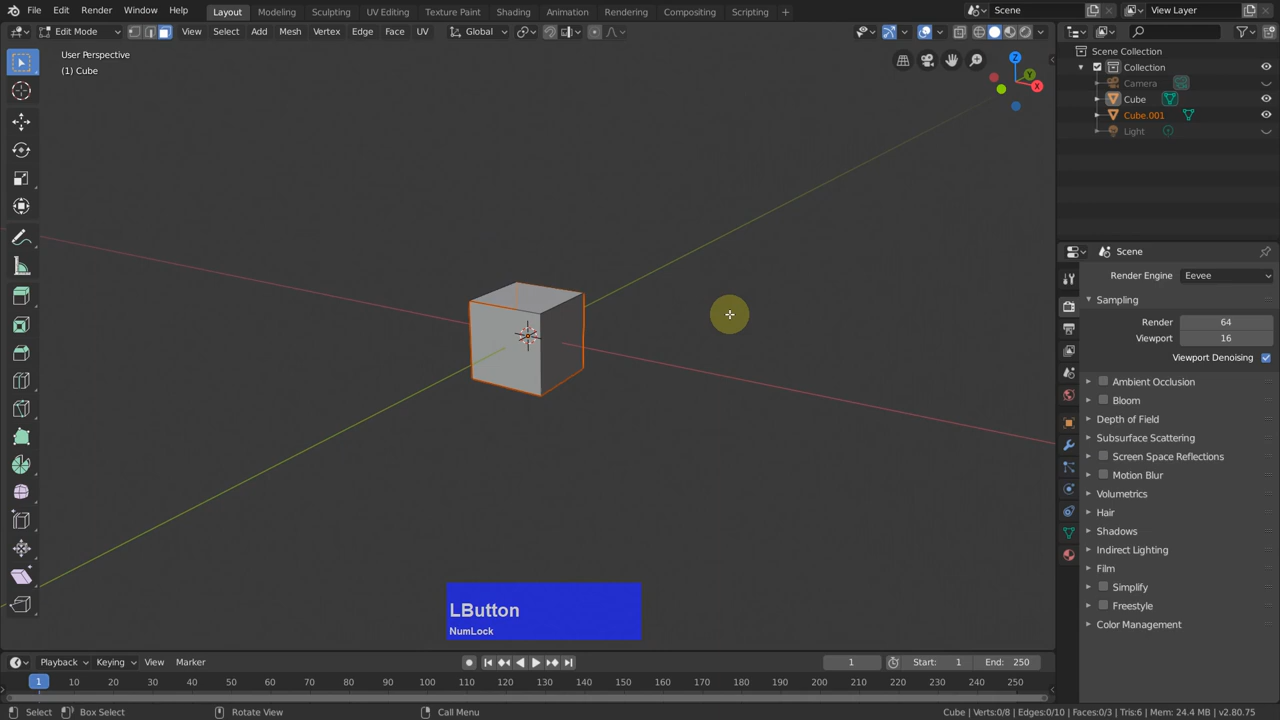 File Edit Render Window Help Layout Modeling Sculpting UV Editing Texture Paint Shading Animation Rendering Compositing Scripting + Scene View Layer
Edit Mode View Select Add Mesh Vertex Edge Face UV Global
User Perspective
(1) Cube
Z
Y
X
Scene Collection
Collection
Camera
Cube
Cube.001
Light
Scene
Render Engine Eevee
Sampling
Render 64
Viewport 16
Viewport Denoising
Ambient Occlusion
Bloom
Depth of Field
Subsurface Scattering
Screen Space Reflections
Motion Blur
Volumetrics
Hair
Shadows
Indirect Lighting
Film
Simplify
Freestyle
Color Management
LButton
NumLock
Playback Keying View Marker 1 Start: 1 End: 250
1 10 20 30 40 50 60 70 80 90 100 110 120 130 140 150 160 170 180 190 200 210 220 230 240 250
Select Box Select Rotate View Call Menu Cube | Verts:0/8 | Edges:0/10 | Faces:0/3 | Tris:6 | Mem: 24.4 MB | v2.80.75